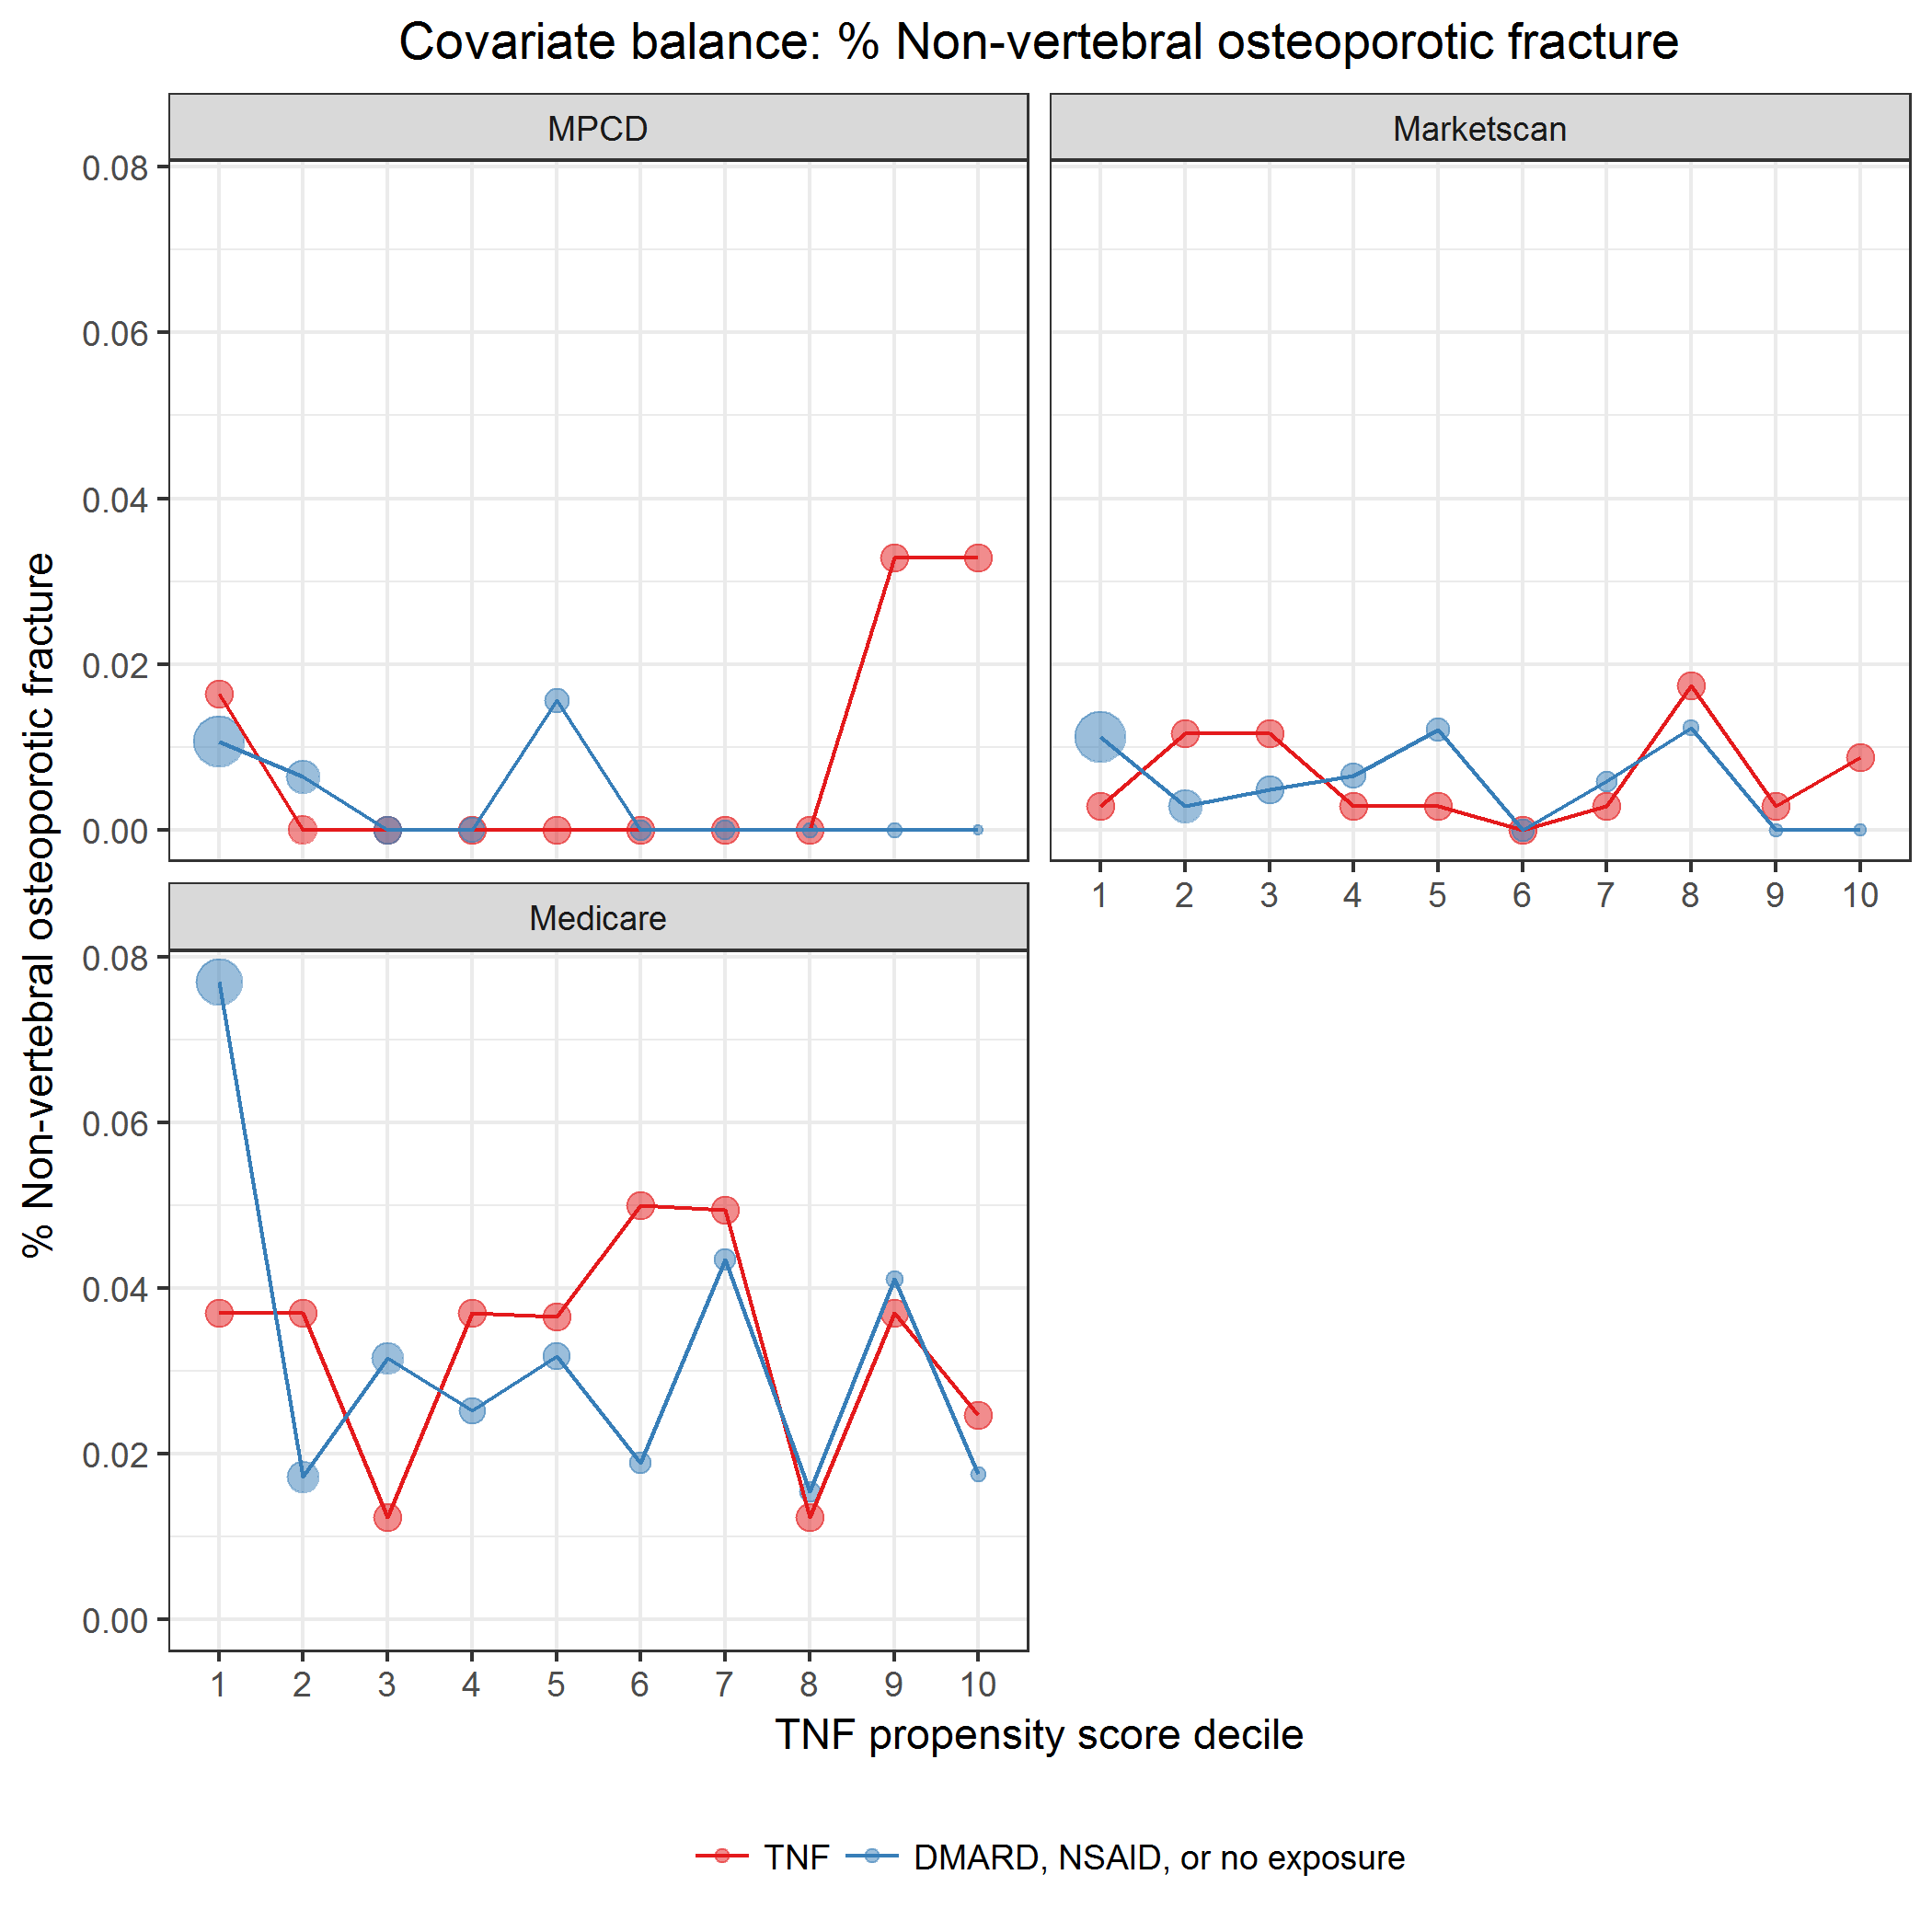 Covariate balance: % Non-vertebral osteoporotic fracture
MPCD
Marketscan
0.08
0.06
0.04
0.02
0.00
1 2 3 4 5 6 7 8 9 10
Medicare
0.08
0.06
0.04
0.02
0.00
1 2 3 4 5 6 7 8 9 10
% Non-vertebral osteoporotic fracture
TNF propensity score decile
TNF
DMARD, NSAID, or no exposure